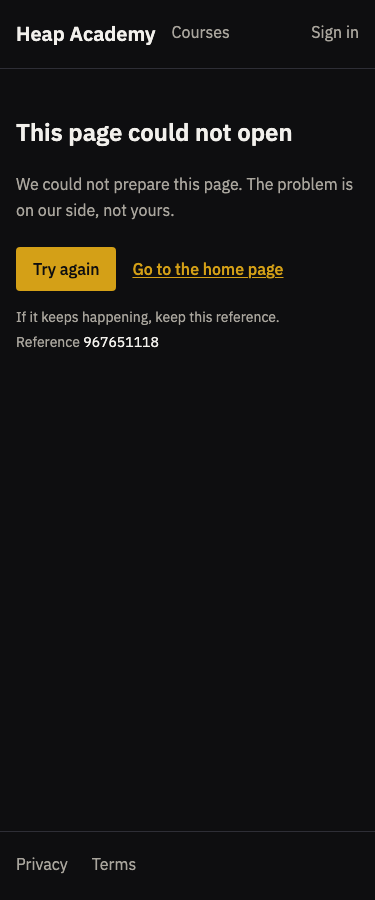 Heap Academy Courses Sign in
This page could not open
We could not prepare this page. The problem is
on our side, not yours.
Try again Go to the home page
If it keeps happening, keep this reference.
Reference 967651118
Privacy Terms